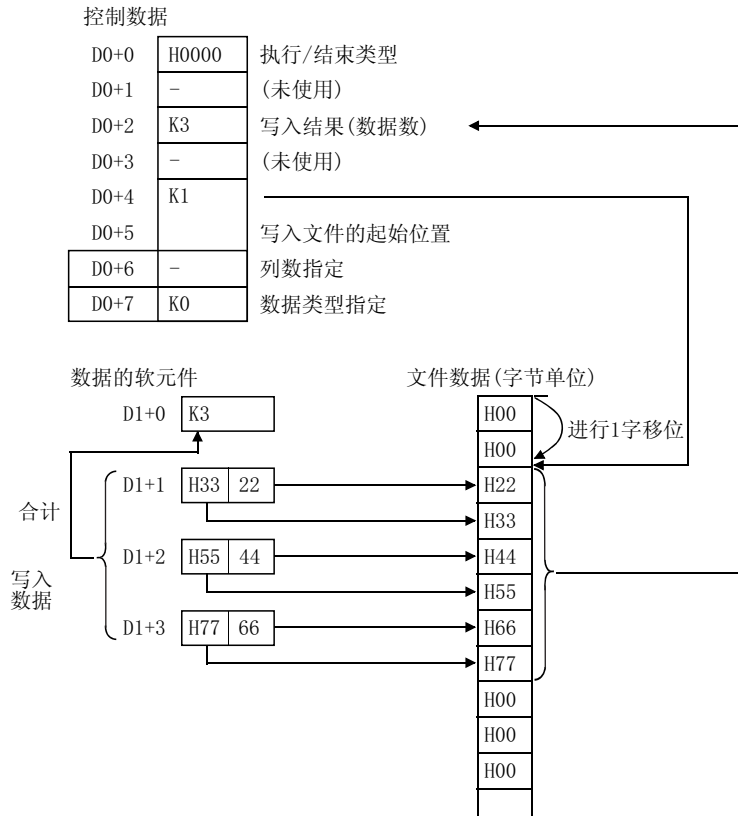 控制数据
D0+0 H0000 执行/结束类型
D0+1 - (未使用)
D0+2 K3 写入结果(数据数)
D0+3 - (未使用)
D0+4 K1
D0+5 写入文件的起始位置
D0+6 - 列数指定
D0+7 K0 数据类型指定
数据的软元件 文件数据(字节单位)
D1+0 K3 H00
进行1字移位
H00
D1+1 H33 22 H22
合计 H33
D1+2 H55 44 H44
写入
数据
H55
D1+3 H77 66 H66
H77
H00
H00
H00